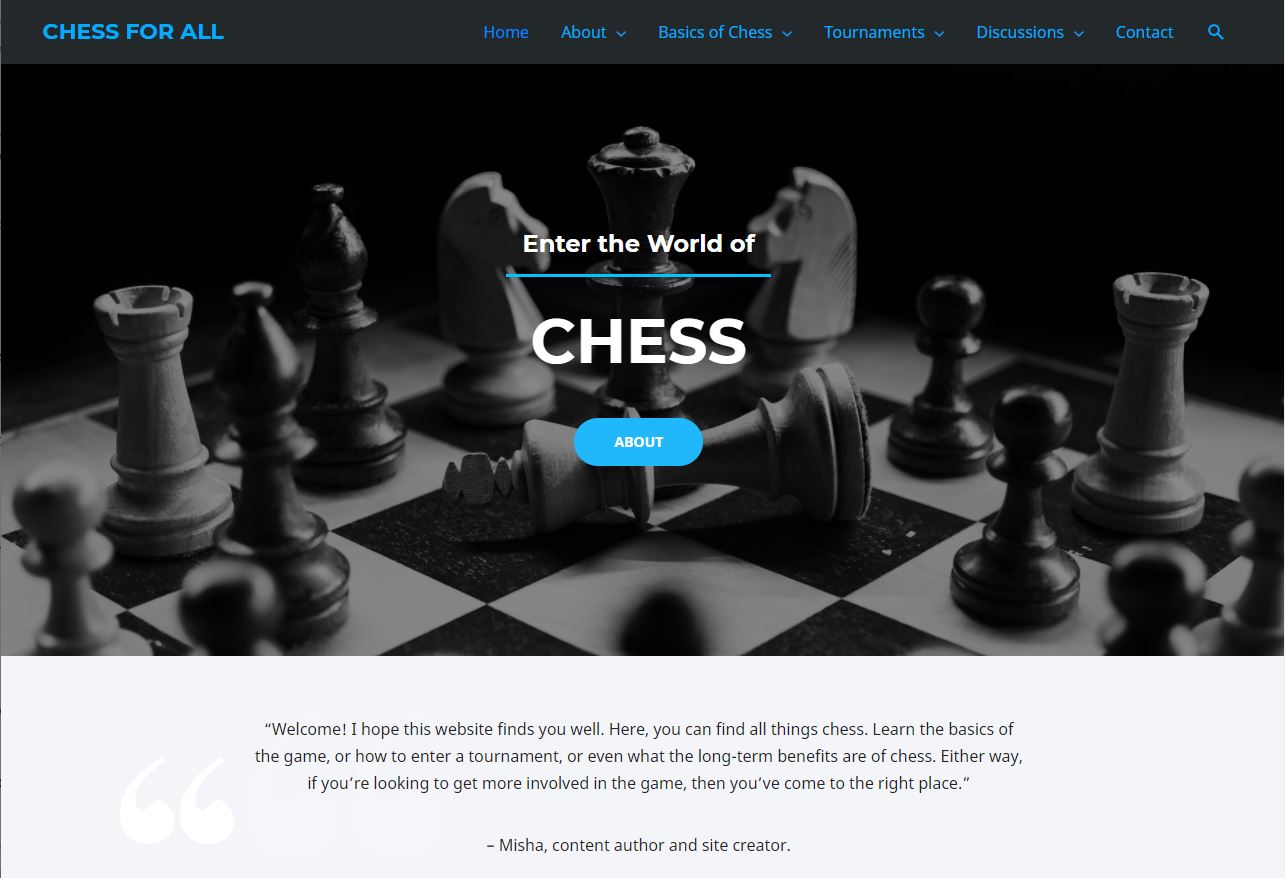 CHESS FOR ALL
Home About Basics of Chess Tournaments Discussions Contact
Enter the World of
CHESS
ABOUT
“Welcome! I hope this website finds you well. Here, you can find all things chess. Learn the basics of
the game, or how to enter a tournament, or even what the long-term benefits are of chess. Either way,
if you’re looking to get more involved in the game, then you’ve come to the right place.”
– Misha, content author and site creator.